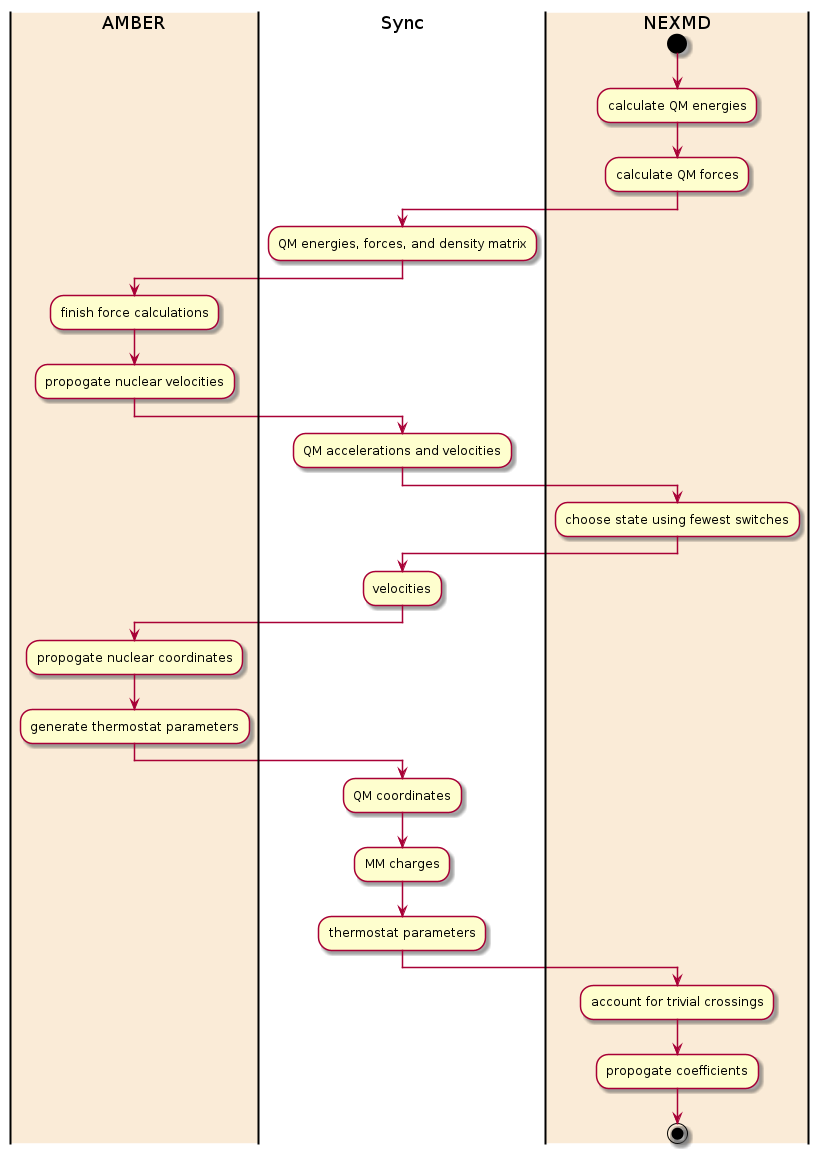 AMBER
Sync
NEXMD
calculate QM energies
calculate QM forces
QM energies, forces, and density matrix
finish force calculations
propogate nuclear velocities
QM accelerations and velocities
choose state using fewest switches
velocities
propogate nuclear coordinates
generate thermostat parameters
QM coordinates
MM charges
thermostat parameters
account for trivial crossings
propogate coefficients